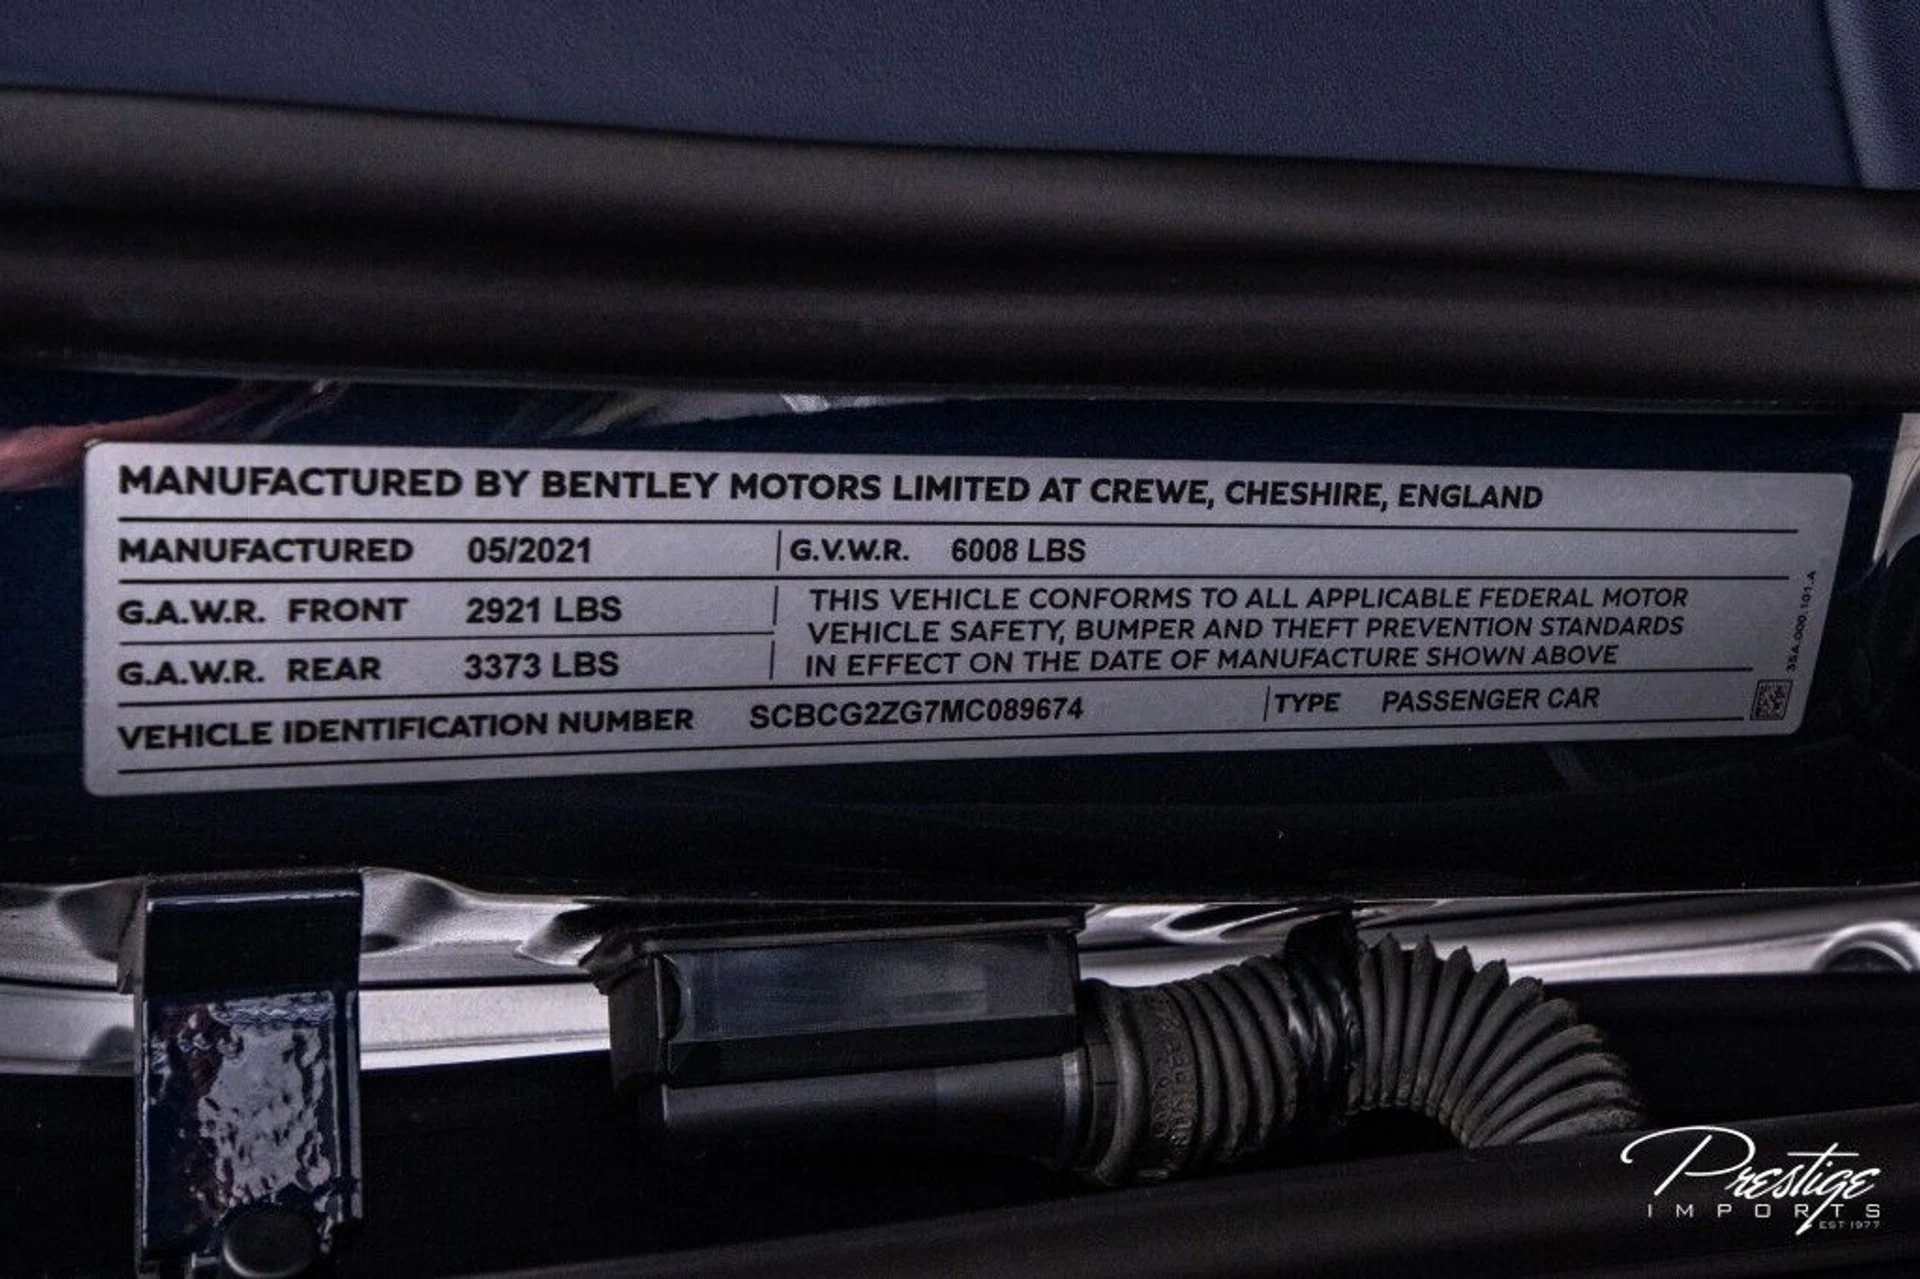 MANUFACTURED BY BENTLEY MOTORS LIMITED AT CREWE, CHESHIRE, ENGLAND
MANUFACTURED 05/2021 G.V.W.R. 6008 LBS
G.A.W.R. FRONT 2921 LBS
G.A.W.R. REAR 3373 LBS
THIS VEHICLE CONFORMS TO ALL APPLICABLE FEDERAL MOTOR
VEHICLE SAFETY, BUMPER AND THEFT PREVENTION STANDARDS
IN EFFECT ON THE DATE OF MANUFACTURE SHOWN ABOVE
VEHICLE IDENTIFICATION NUMBER SCBCG2ZG7MC089674 TYPE PASSENGER CAR
Prestige
IMPORTS
EST 1977